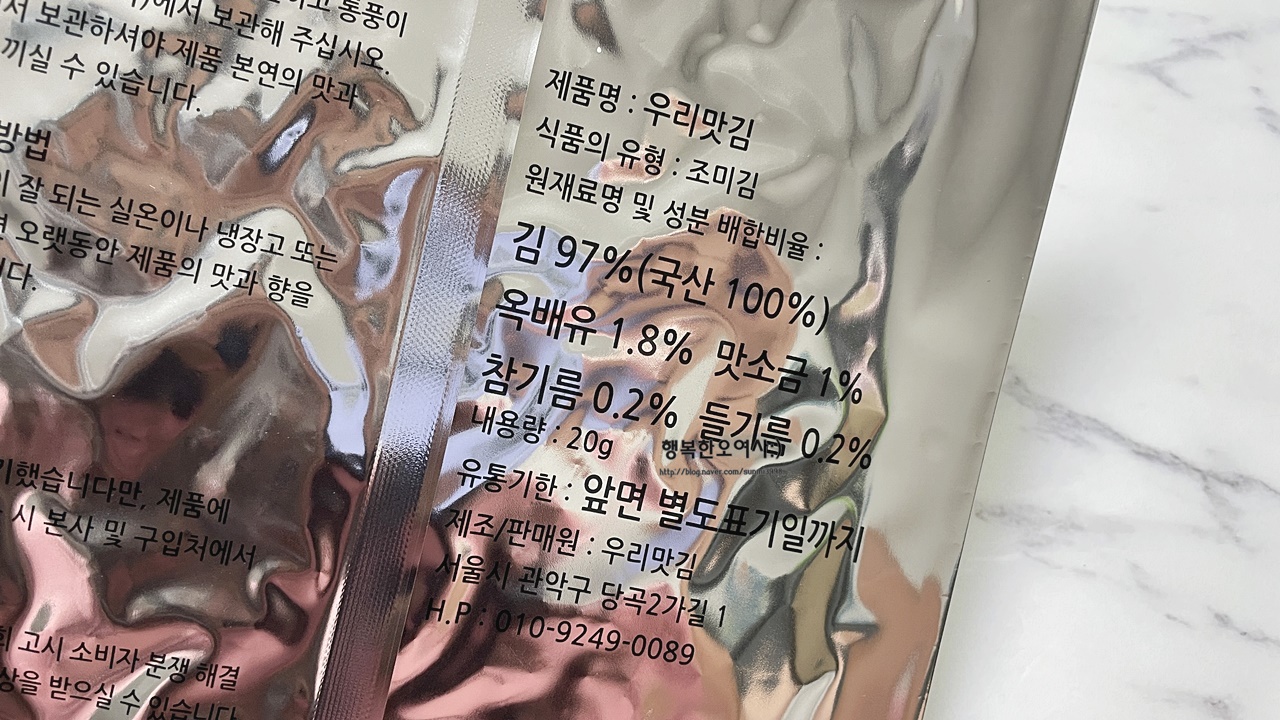 하고 통풍이
에서 보관해 주십시오.
서 보관하셔야 제품 본연의 맛과
끼실 수 있습니다.
방법
이 잘 되는 실온이나 냉장고 또는
오랫동안 제품의 맛과 향을
다.
기했습니다만, 제품에
시 본사 및 구입처에서
고시 소비자 분쟁 해결
상을 받으실 수 있습니다
제품명 : 우리맛김
식품의 유형 : 조미김
원재료명 및 성분 배합비율 :
김 97%(국산 100%)
옥배유 1.8% 맛소금 1%
참기름 0.2% 들기름 0.2%
내용량 : 20g
행복한오여사
유통기한 : 앞면 별도표기일까지
제조/판매원 : 우리맛김
서울시 관악구 당곡2가길 1
H.P : 010-9249-0089